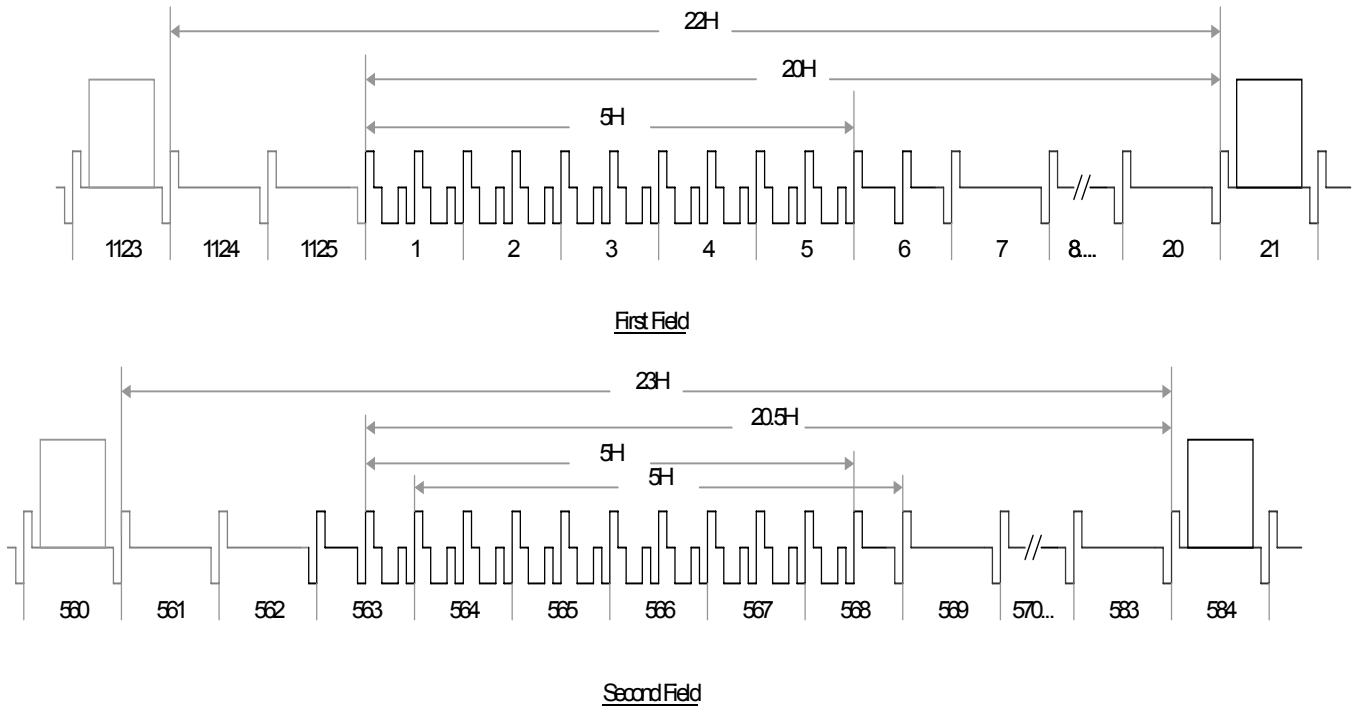 22H
20H
5H
1123 1124 1125 1 2 3 4 5 6 7 8.... 20 21
First Field
23H
20.5H
5H
5H
560 561 562 563 564 565 566 567 568 569 570... 583 584
Second Field